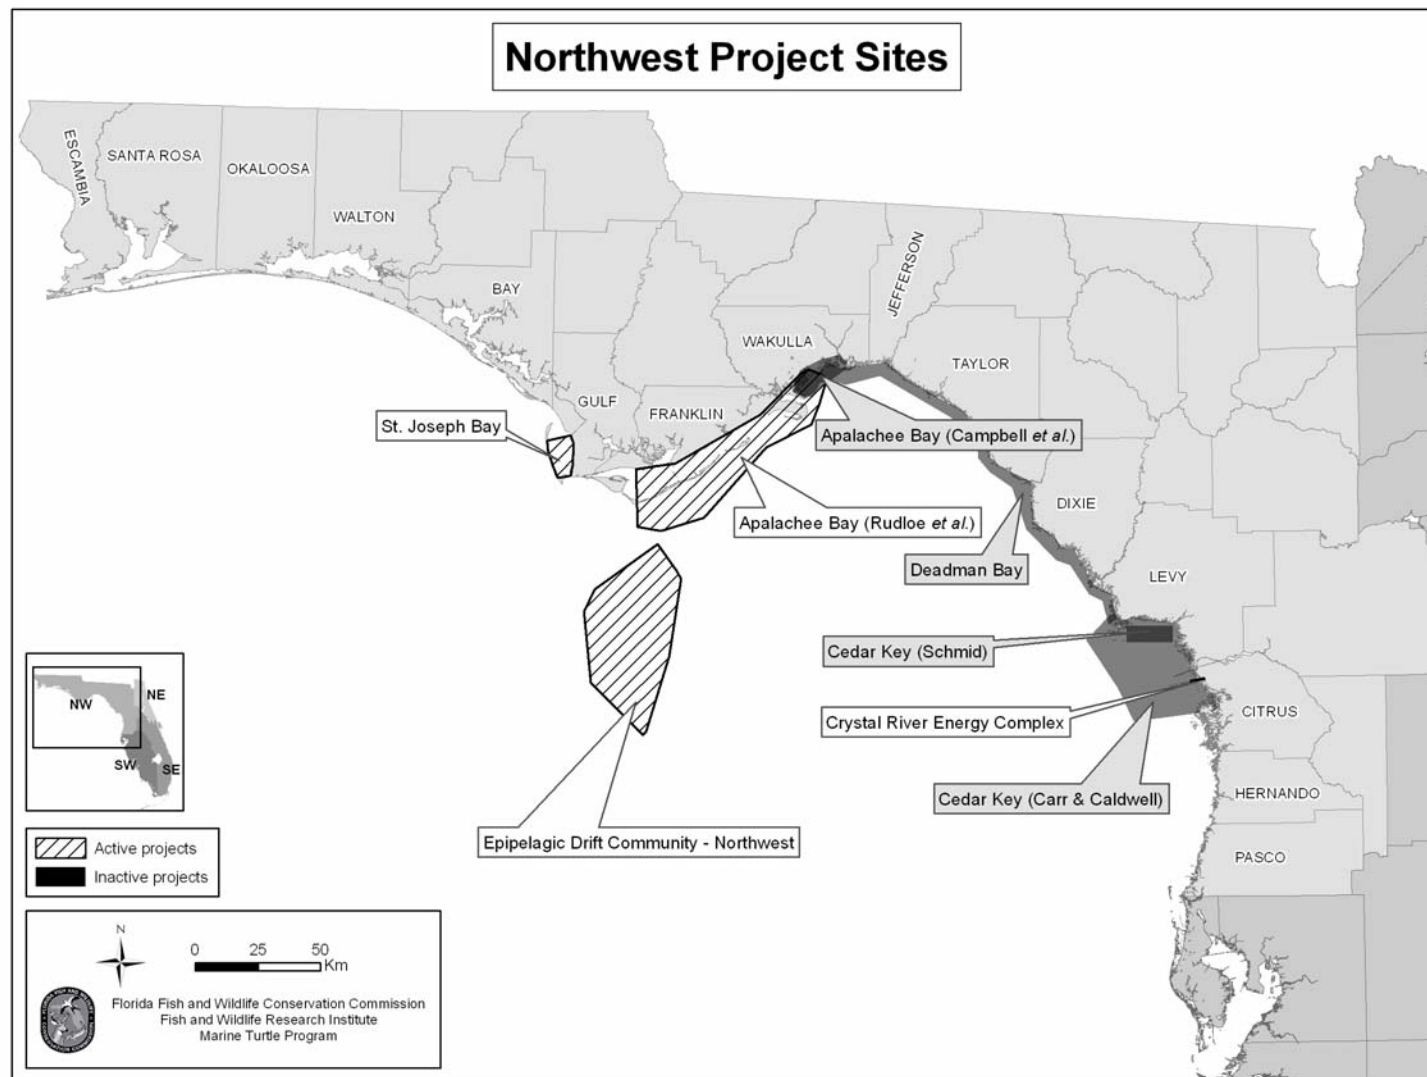 Northwest Project Sites
ESCAMBIA
SANTA ROSA
OKALOOSA
WALTON
BAY
JEFFERSON
WAKULLA
TAYLOR
GULF
FRANKLIN
St. Joseph Bay
Apalachee Bay (Campbell et al.)
DIXIE
Apalachee Bay (Rudloe et al.)
Deadman Bay
LEVY
Cedar Key (Schmid)
CITRUS
Crystal River Energy Complex
HERNANDO
Cedar Key (Carr & Caldwell)
Epipelagic Drift Community - Northwest
PASCO
NW
NE
SW
SE
Active projects
Inactive projects
N
0 25 50
Km
Florida Fish and Wildlife Conservation Commission
Fish and Wildlife Research Institute
Marine Turtle Program